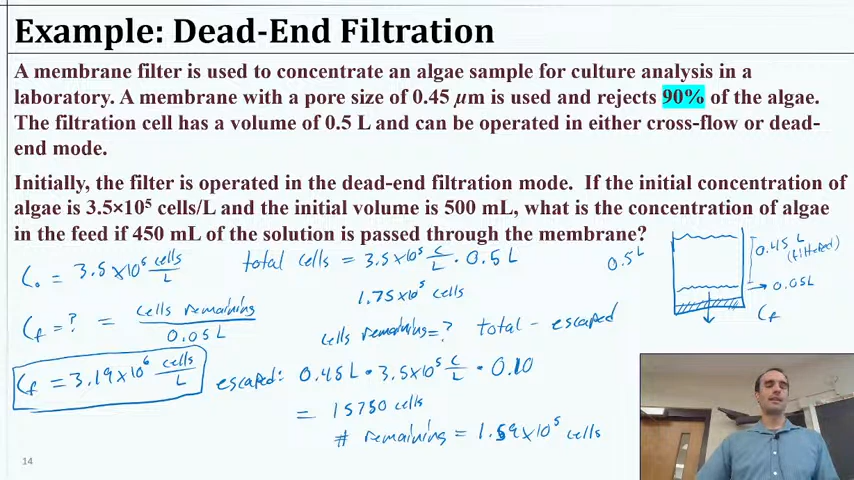 Example: Dead-End Filtration
A membrane filter is used to concentrate an algae sample for culture analysis in a
laboratory. A membrane with a pore size of 0.45 μm is used and rejects 90% of the algae.
The filtration cell has a volume of 0.5 L and can be operated in either cross-flow or dead-
end mode.
Initially, the filter is operated in the dead-end filtration mode. If the initial concentration of
algae is 3.5×10⁵ cells/L and the initial volume is 500 mL, what is the concentration of algae
in the feed if 450 mL of the solution is passed through the membrane?
C₀ = 3.5×10⁵ cells/L
total cells = 3.5×10⁵ C/L · 0.5 L
1.75×10⁵ cells
0.5 L
0.45 L
(filtered)
0.05L
Cf
Cf = ? = cells remaining / 0.05 L
cells remaining = ? total - escaped
Cf = 3.19×10⁶ cells/L
escaped: 0.45 L · 3.5×10⁵ C/L · 0.10
= 15750 cells
# remaining = 1.59×10⁵ cells
14